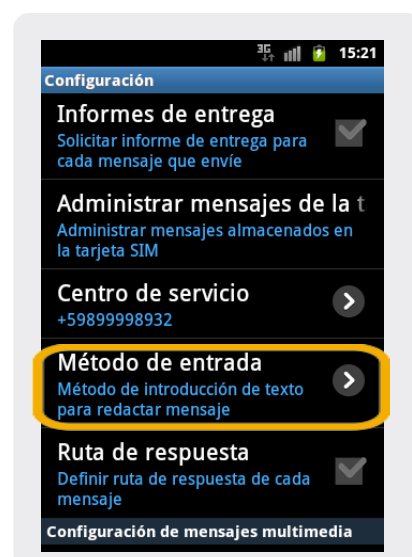 3G 15:21
Configuración
Informes de entrega
Solicitar informe de entrega para
cada mensaje que envíe
Administrar mensajes de la t
Administrar mensajes almacenados en
la tarjeta SIM
Centro de servicio
+59899998932
Método de entrada
Método de introducción de texto
para redactar mensaje
Ruta de respuesta
Definir ruta de respuesta de cada
mensaje
Configuración de mensajes multimedia